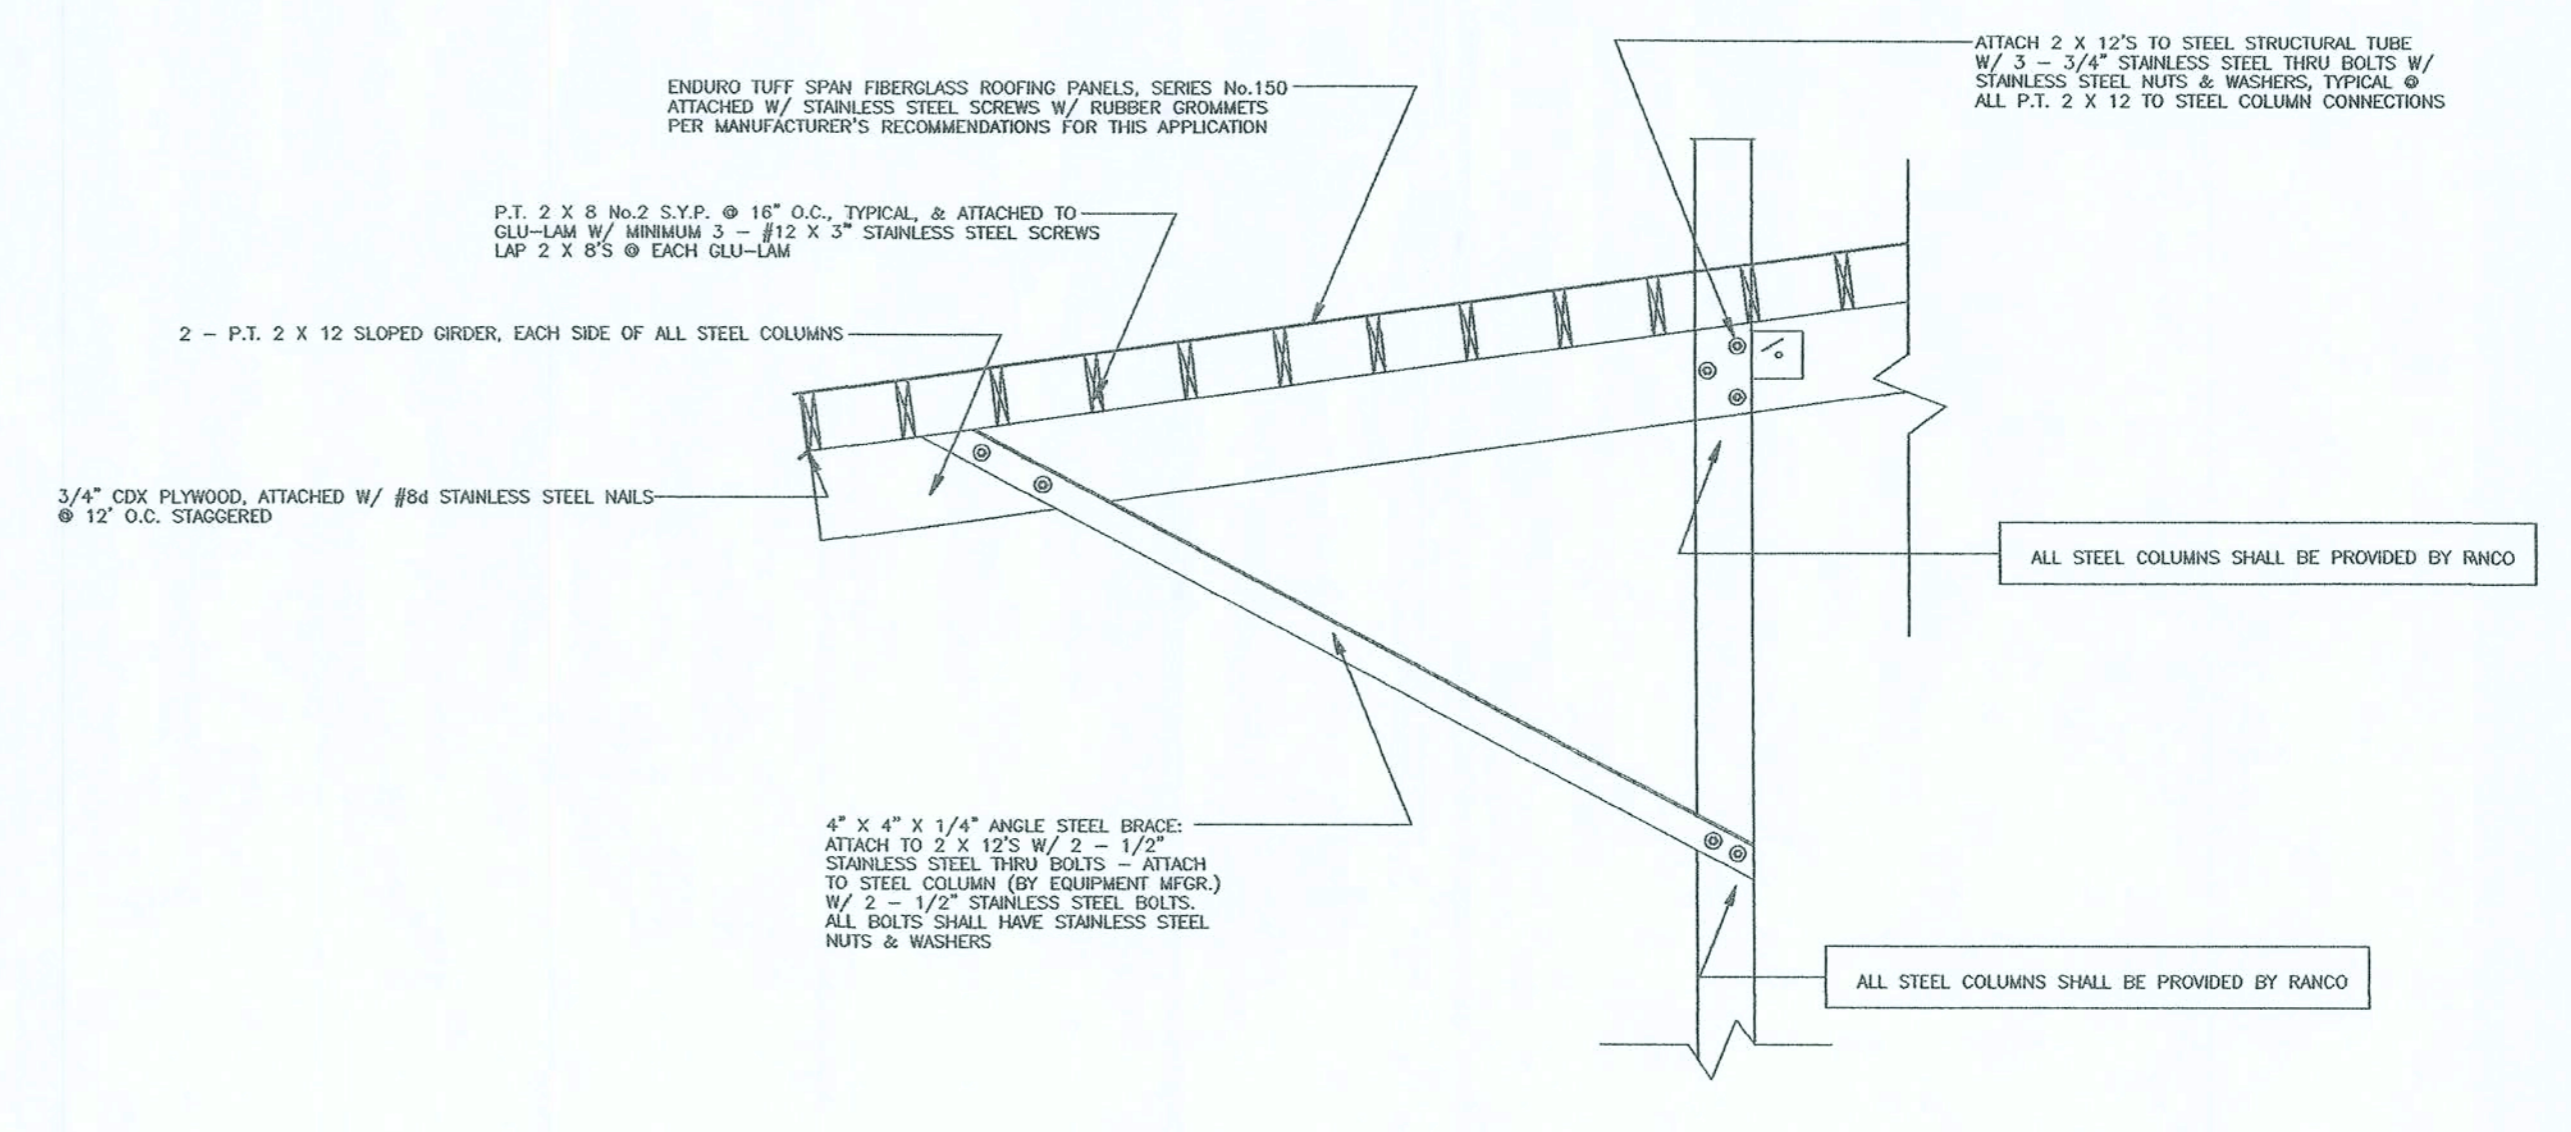 ATTACH 2 X 12'S TO STEEL STRUCTURAL TUBE
W/ 3 – 3/4" STAINLESS STEEL THRU BOLTS W/
STAINLESS STEEL NUTS & WASHERS, TYPICAL @
ALL P.T. 2 X 12 TO STEEL COLUMN CONNECTIONS
ENDURO TUFF SPAN FIBERGLASS ROOFING PANELS, SERIES No.150
ATTACHED W/ STAINLESS STEEL SCREWS W/ RUBBER GROMMETS
PER MANUFACTURER'S RECOMMENDATIONS FOR THIS APPLICATION
P.T. 2 X 8 No.2 S.Y.P. @ 16" O.C., TYPICAL, & ATTACHED TO
GLU–LAM W/ MINIMUM 3 – #12 X 3" STAINLESS STEEL SCREWS
LAP 2 X 8'S @ EACH GLU–LAM
2 – P.T. 2 X 12 SLOPED GIRDER, EACH SIDE OF ALL STEEL COLUMNS
3/4" CDX PLYWOOD, ATTACHED W/ #8d STAINLESS STEEL NAILS
@ 12' O.C. STAGGERED
ALL STEEL COLUMNS SHALL BE PROVIDED BY RANCO
4" X 4" X 1/4" ANGLE STEEL BRACE:
ATTACH TO 2 X 12'S W/ 2 – 1/2"
STAINLESS STEEL THRU BOLTS – ATTACH
TO STEEL COLUMN (BY EQUIPMENT MFGR.)
W/ 2 – 1/2" STAINLESS STEEL BOLTS.
ALL BOLTS SHALL HAVE STAINLESS STEEL
NUTS & WASHERS
ALL STEEL COLUMNS SHALL BE PROVIDED BY RANCO